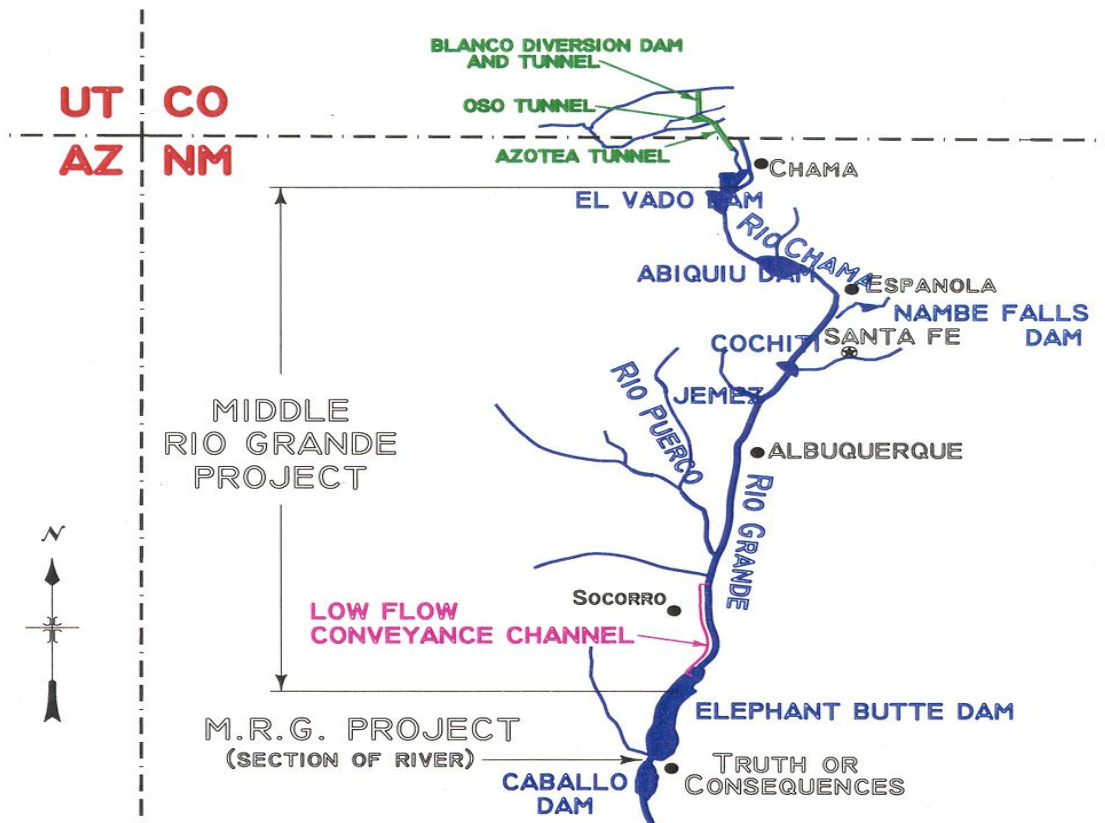 BLANCO DIVERSION DAM
AND TUNNEL
UT CO
OSO TUNNEL
AZ NM
AZOTEA TUNNEL
CHAMA
EL VADO DAM
RIO CHAMA
ABIQUIU DAM
ESPANOLA
NAMBE FALLS
DAM
COCHITI
SANTA FE
RIO PUERCO
JEMEZ
MIDDLE
RIO GRANDE
PROJECT
ALBUQUERQUE
RIO GRANDE
N
SOCORRO
LOW FLOW
CONVEYANCE CHANNEL
ELEPHANT BUTTE DAM
M.R.G. PROJECT
(SECTION OF RIVER)
TRUTH OR
CONSEQUENCES
CABALLO
DAM